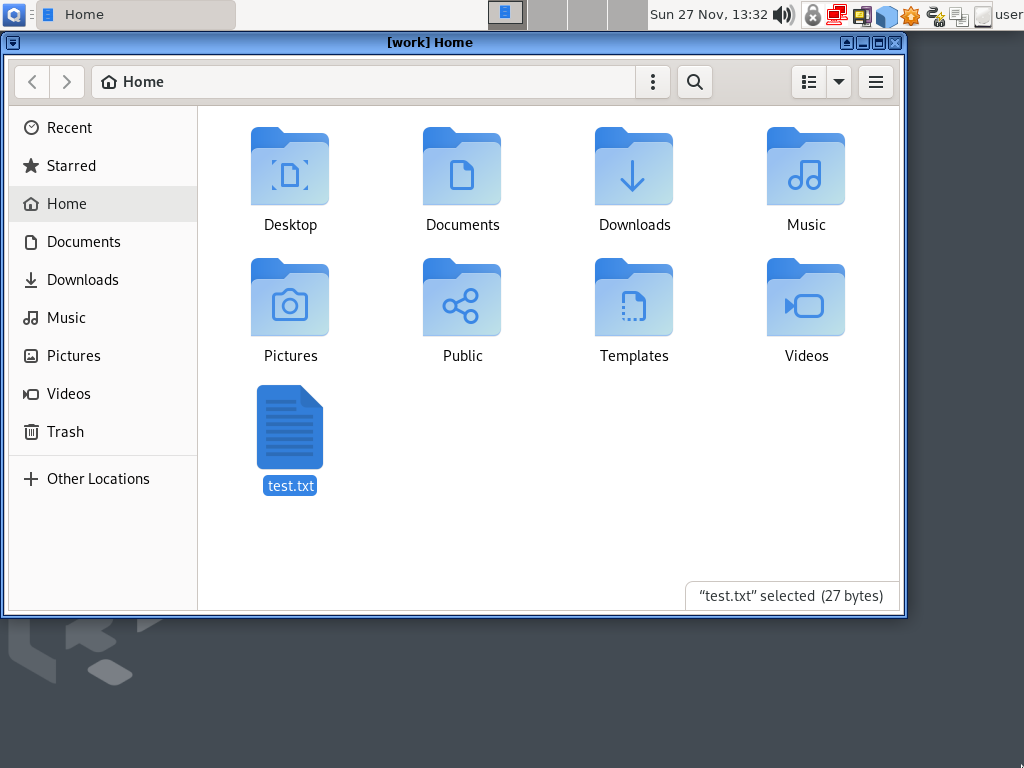 Home
Sun 27 Nov, 13:32
user
[work] Home
Home
Recent
Starred
Home
Documents
Downloads
Music
Pictures
Videos
Trash
Other Locations
Desktop
Documents
Downloads
Music
Pictures
Public
Templates
Videos
test.txt
“test.txt” selected (27 bytes)